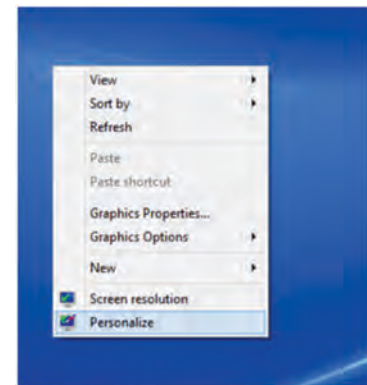 View
Sort by
Refresh
Paste
Paste shortcut
Graphics Properties...
Graphics Options
New
Screen resolution
Personalize